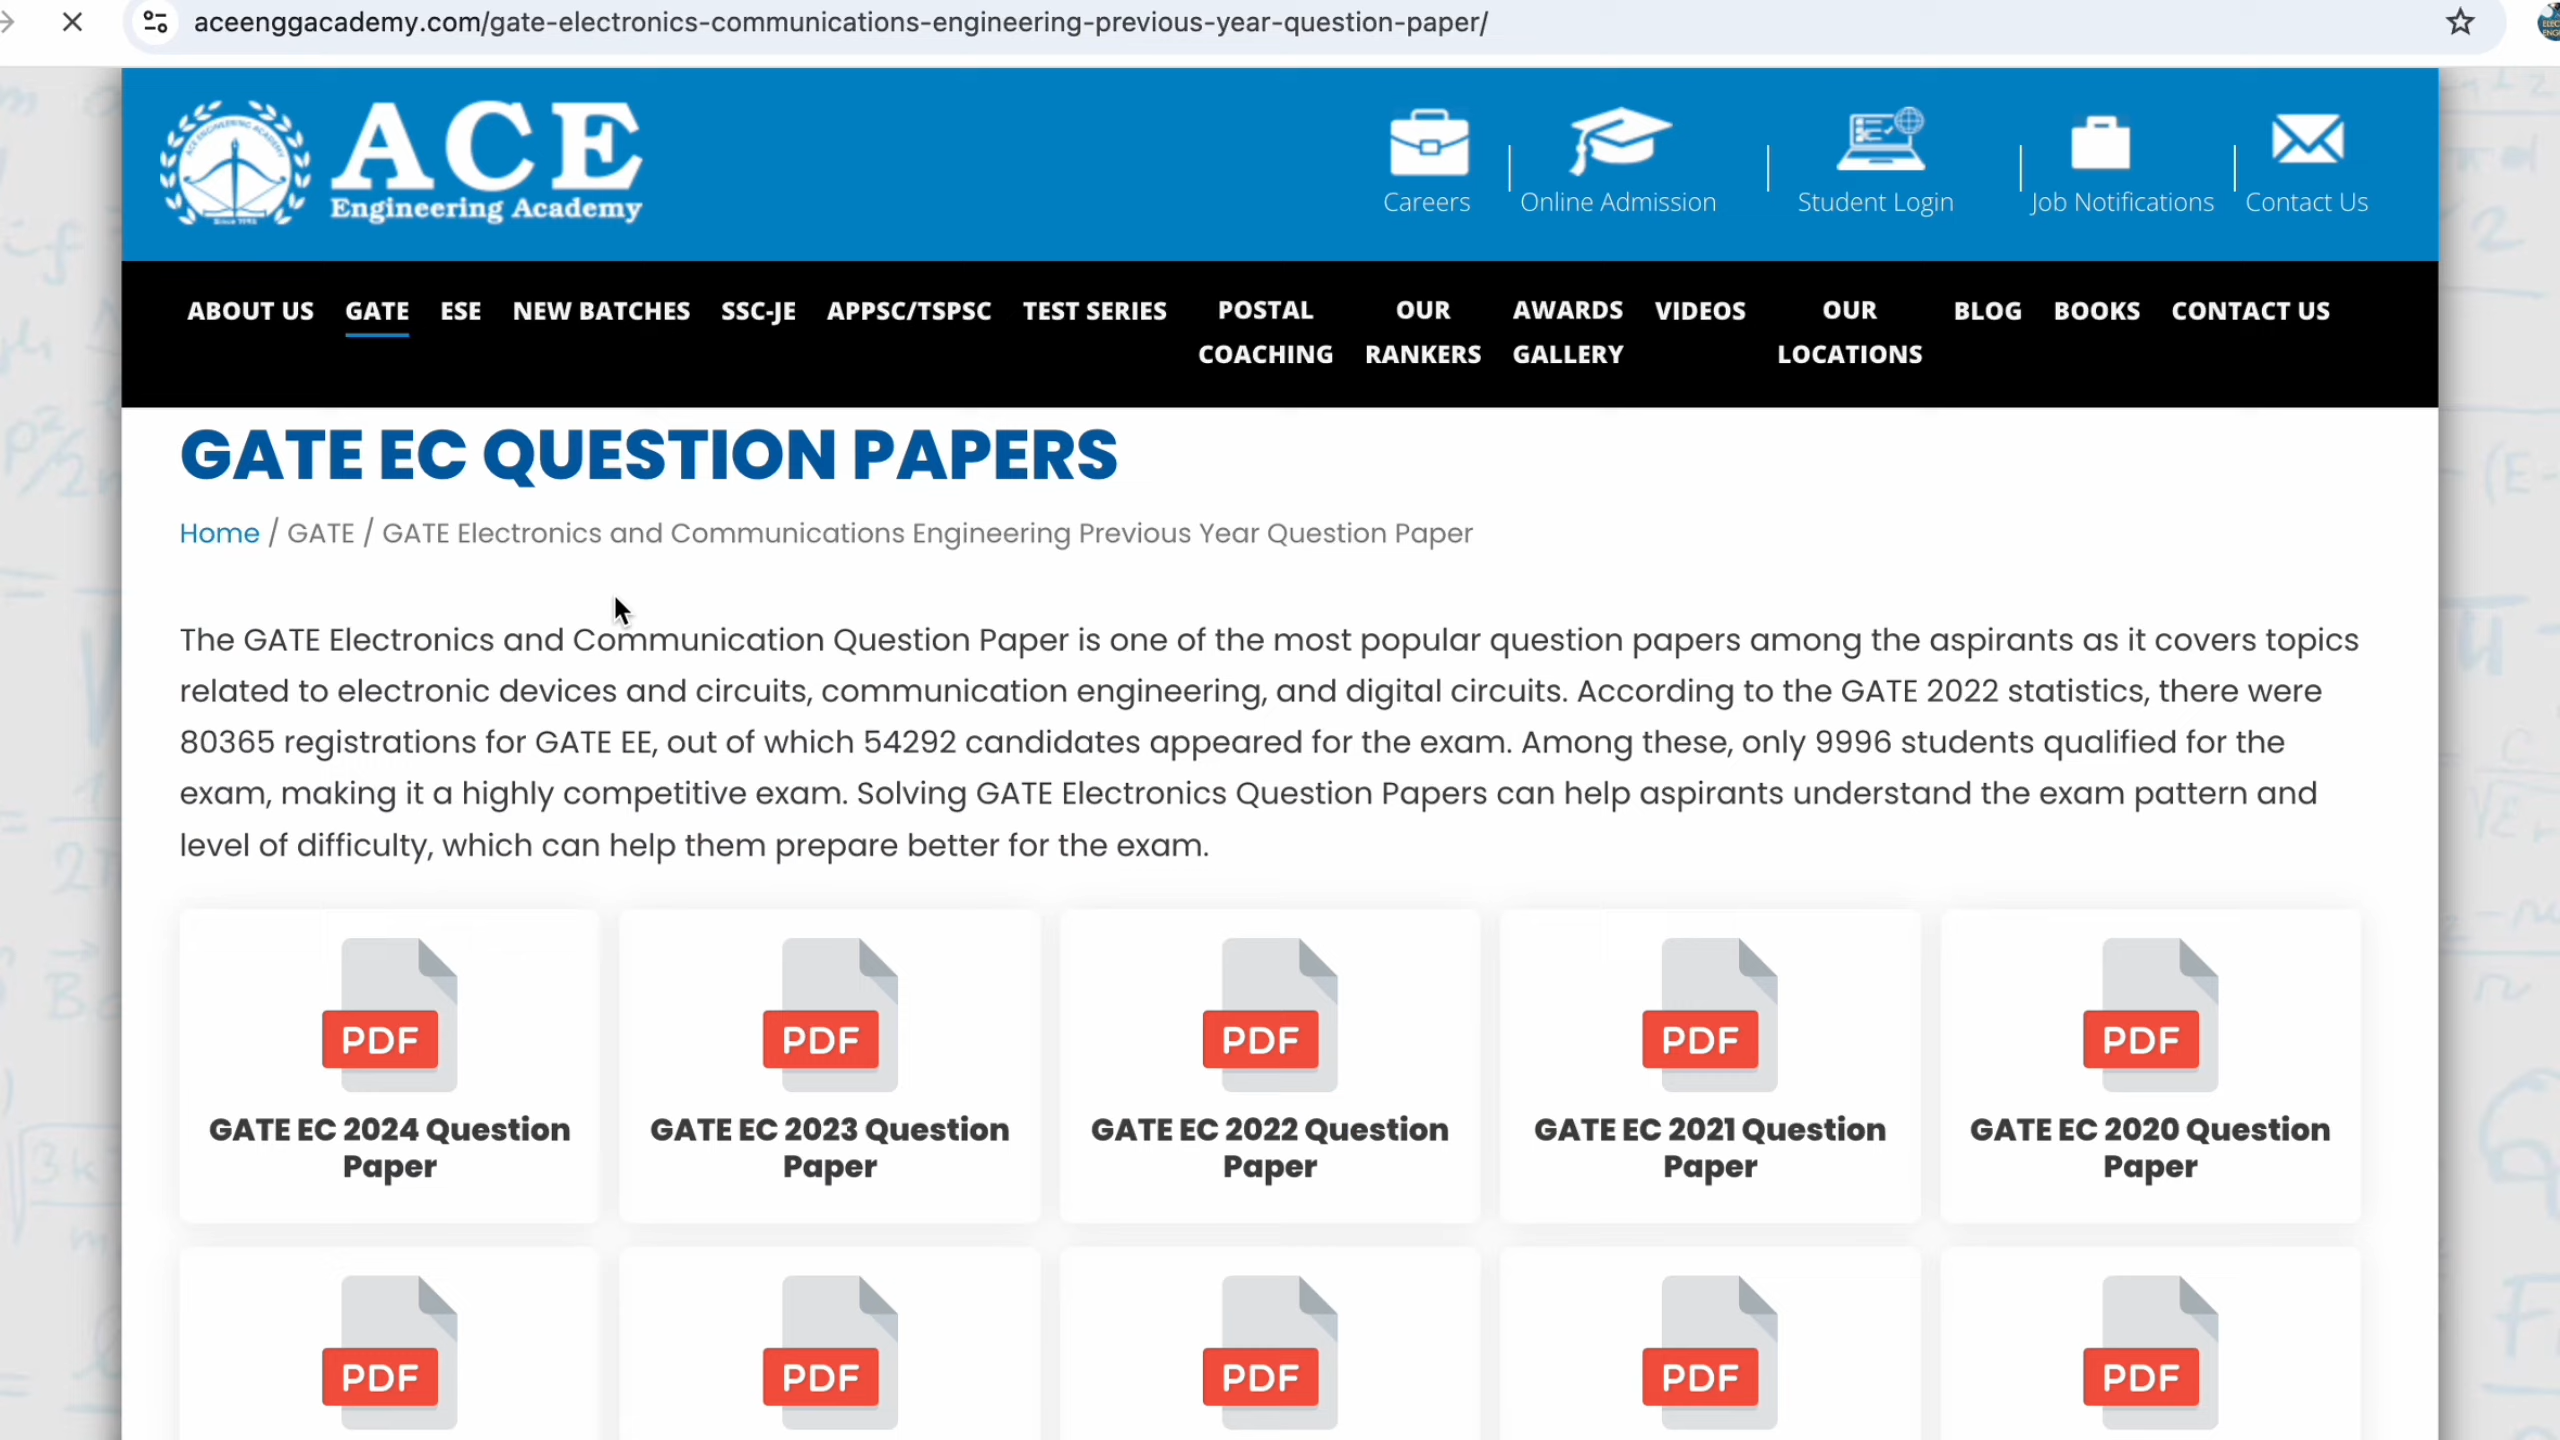 aceenggacademy.com/gate-electronics-communications-engineering-previous-year-question-paper/
ACE
Engineering Academy
Careers
Online Admission
Student Login
Job Notifications
Contact Us
ABOUT US
GATE
ESE
NEW BATCHES
SSC-JE
APPSC/TSPSC
TEST SERIES
POSTAL
COACHING
OUR
RANKERS
AWARDS
GALLERY
VIDEOS
OUR
LOCATIONS
BLOG
BOOKS
CONTACT US
GATE EC QUESTION PAPERS
Home / GATE / GATE Electronics and Communications Engineering Previous Year Question Paper
The GATE Electronics and Communication Question Paper is one of the most popular question papers among the aspirants as it covers topics
related to electronic devices and circuits, communication engineering, and digital circuits. According to the GATE 2022 statistics, there were
80365 registrations for GATE EE, out of which 54292 candidates appeared for the exam. Among these, only 9996 students qualified for the
exam, making it a highly competitive exam. Solving GATE Electronics Question Papers can help aspirants understand the exam pattern and
level of difficulty, which can help them prepare better for the exam.
PDF
GATE EC 2024 Question
Paper
PDF
GATE EC 2023 Question
Paper
PDF
GATE EC 2022 Question
Paper
PDF
GATE EC 2021 Question
Paper
PDF
GATE EC 2020 Question
Paper
PDF
PDF
PDF
PDF
PDF